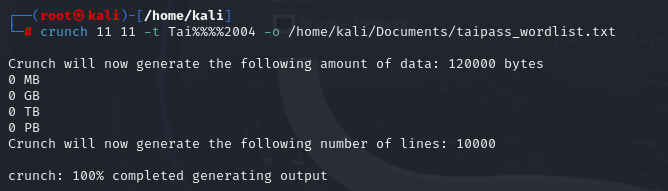 ┌──(root㉿kali)-[/home/kali]
└─# crunch 11 11 -t Tai%%%%2004 -o /home/kali/Documents/taipass_wordlist.txt
Crunch will now generate the following amount of data: 120000 bytes
0 MB
0 GB
0 TB
0 PB
Crunch will now generate the following number of lines: 10000
crunch: 100% completed generating output